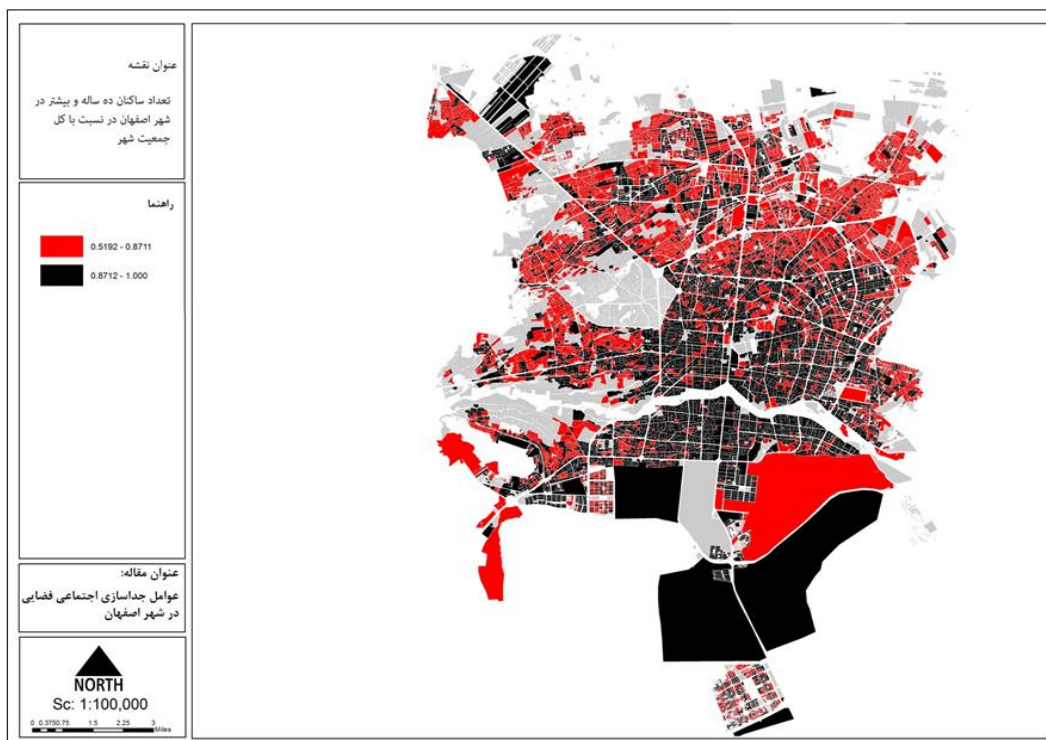 عنوان نقشه
تعداد ساکنان ده ساله و بیشتر در
شهر اصفهان در نسبت با کل
جمعیت شهر
راهنما
0.5192 - 0.8711
0.8712 - 1.000
عنوان مقاله:
عوامل جداسازی اجتماعی فضایی
در شهر اصفهان
NORTH
Sc: 1:100,000
0 0.3750.75 1.5 2.25 3
Miles